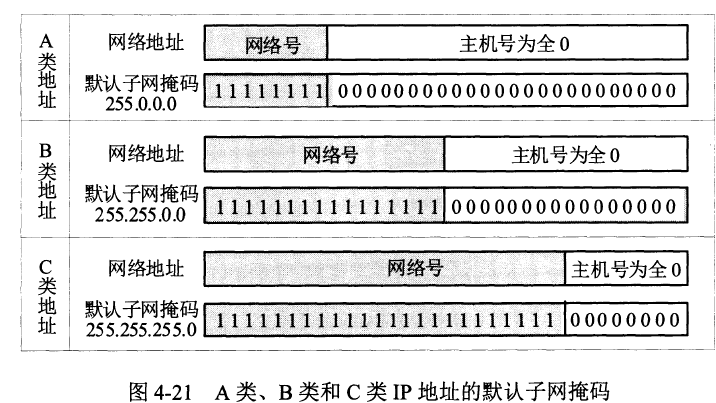 A类地址
网络地址
网络号
主机号为全0
默认子网掩码
255.0.0.0
11111111
000000000000000000000000
B类地址
网络地址
网络号
主机号为全0
默认子网掩码
255.255.0.0
1111111111111111
0000000000000000
C类地址
网络地址
网络号
主机号为全0
默认子网掩码
255.255.255.0
111111111111111111111111
00000000
图 4-21 A 类、B 类和 C 类 IP 地址的默认子网掩码